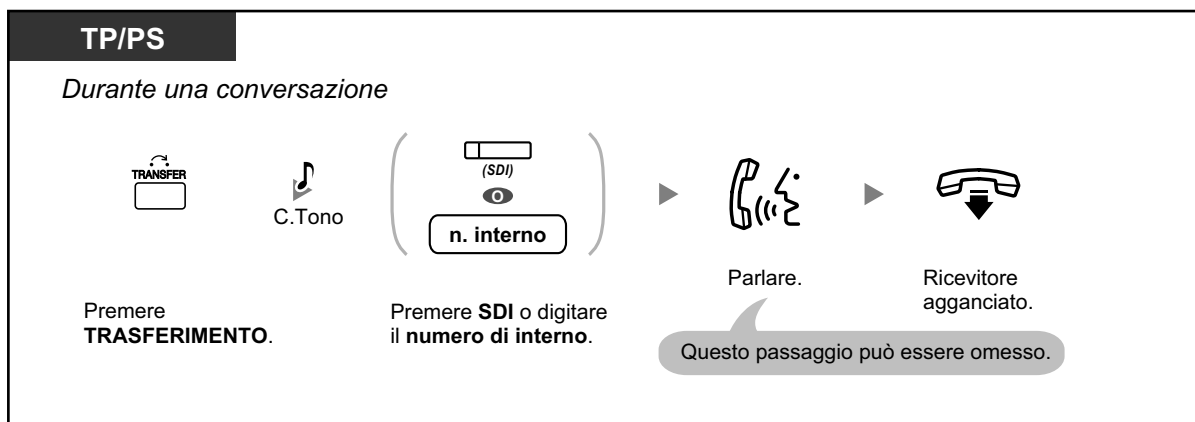 TP/PS
Durante una conversazione
TRANSFER
C.Tono
(SDI)
O
n. interno
Premere
TRASFERIMENTO.
Premere SDI o digitare
il numero di interno.
Parlare.
Ricevitore
agganciato.
Questo passaggio può essere omesso.